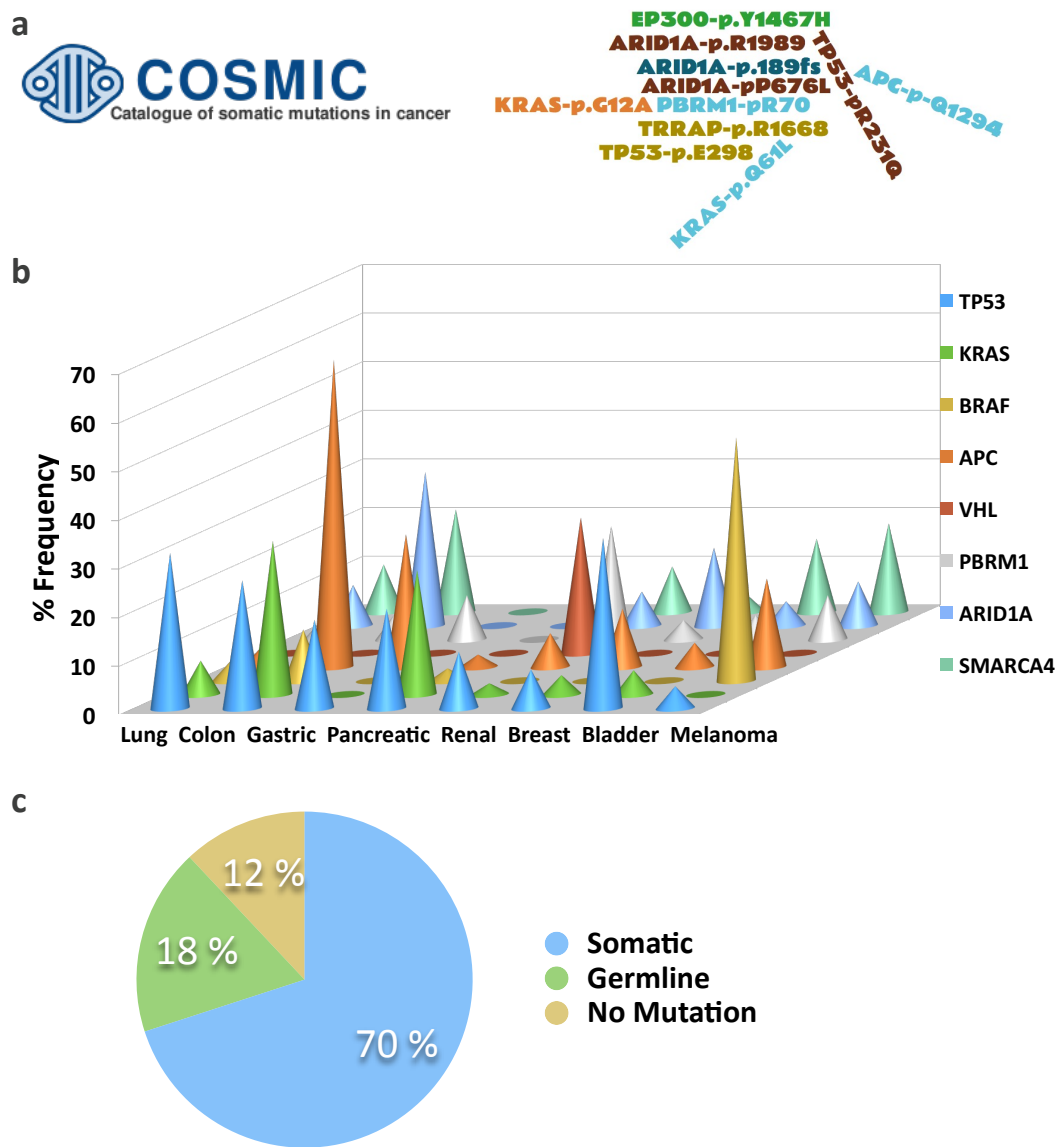 a
COSMIC
Catalogue of somatic mutations in cancer
EP300-p.Y1467H
ARID1A-p.R1989
ARID1A-p.189fs
ARID1A-pP676L
KRAS-p.G12A PBRM1-pR70
TRRAP-p.R1668
TP53-p.E298
TP53-pR231Q
APC-p-Q1294
KRAS-p.Q61L
b
% Frequency
70
60
50
40
30
20
10
0
Lung Colon Gastric Pancreatic Renal Breast Bladder Melanoma
TP53
KRAS
BRAF
APC
VHL
PBRM1
ARID1A
SMARCA4
c
12 %
18 %
70 %
Somatic
Germline
No Mutation